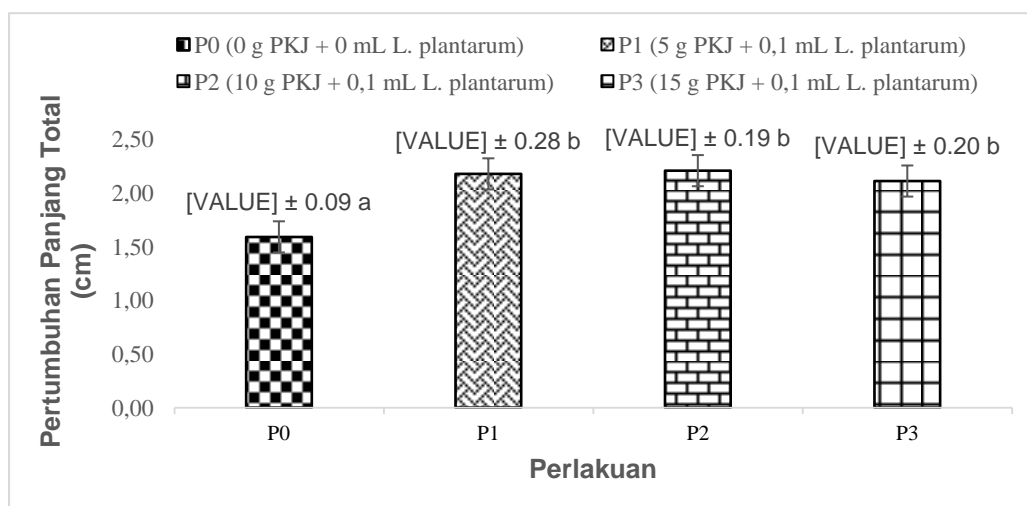 P0 (0 g PKJ + 0 mL L. plantarum)
P1 (5 g PKJ + 0,1 mL L. plantarum)
P2 (10 g PKJ + 0,1 mL L. plantarum)
P3 (15 g PKJ + 0,1 mL L. plantarum)
Pertumbuhan Panjang Total
(cm)
2,50
2,00
1,50
1,00
0,50
0,00
[VALUE] ± 0.09 a
[VALUE] ± 0.28 b
[VALUE] ± 0.19 b
[VALUE] ± 0.20 b
P0
P1
P2
P3
Perlakuan